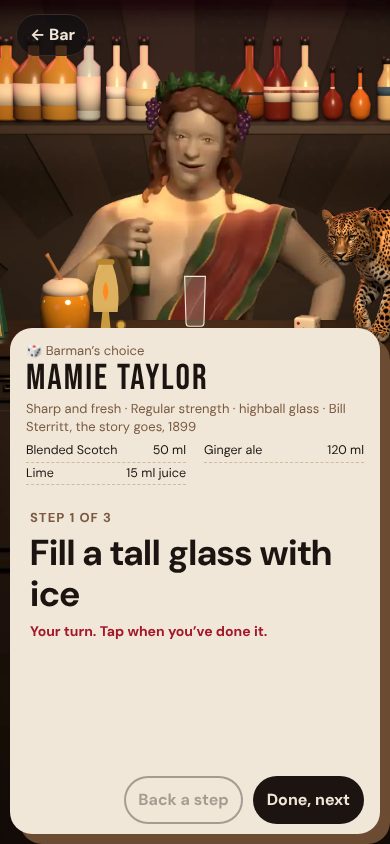 ← Bar
🎲 Barman’s choice
MAMIE TAYLOR
Sharp and fresh · Regular strength · highball glass · Bill
Sterritt, the story goes, 1899
Blended Scotch 50 ml
Ginger ale 120 ml
Lime 15 ml juice
STEP 1 OF 3
Fill a tall glass with
ice
Your turn. Tap when you’ve done it.
Back a step
Done, next